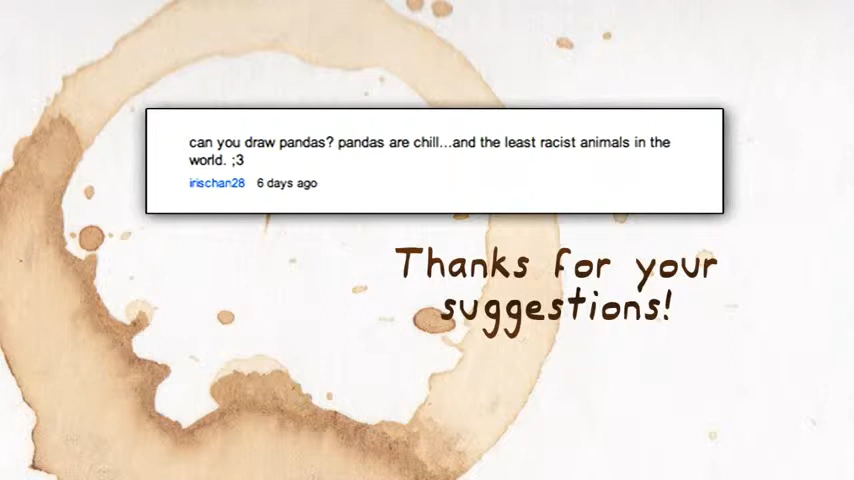 can you draw pandas? pandas are chill...and the least racist animals in the
world. ;3
irischan28 6 days ago
Thanks for your
suggestions!